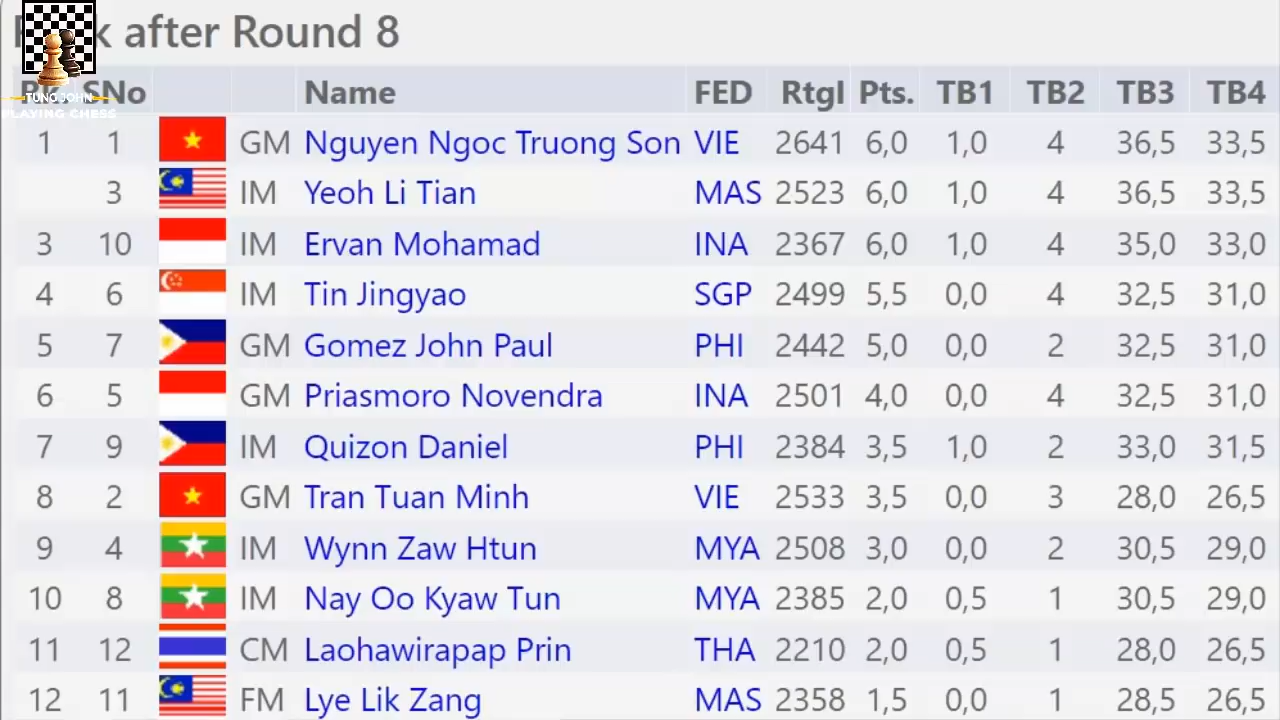 k after Round 8
SNo Name FED RtgI Pts. TB1 TB2 TB3 TB4
TUNG JOHN
PLAYING CHESS
1 1 GM Nguyen Ngoc Truong Son VIE 2641 6,0 1,0 4 36,5 33,5
3 IM Yeoh Li Tian MAS 2523 6,0 1,0 4 36,5 33,5
3 10 IM Ervan Mohamad INA 2367 6,0 1,0 4 35,0 33,0
4 6 IM Tin Jingyao SGP 2499 5,5 0,0 4 32,5 31,0
5 7 GM Gomez John Paul PHI 2442 5,0 0,0 2 32,5 31,0
6 5 GM Priasmoro Novendra INA 2501 4,0 0,0 4 32,5 31,0
7 9 IM Quizon Daniel PHI 2384 3,5 1,0 2 33,0 31,5
8 2 GM Tran Tuan Minh VIE 2533 3,5 0,0 3 28,0 26,5
9 4 IM Wynn Zaw Htun MYA 2508 3,0 0,0 2 30,5 29,0
10 8 IM Nay Oo Kyaw Tun MYA 2385 2,0 0,5 1 30,5 29,0
11 12 CM Laohawirapap Prin THA 2210 2,0 0,5 1 28,0 26,5
12 11 FM Lye Lik Zang MAS 2358 1,5 0,0 1 28,5 26,5